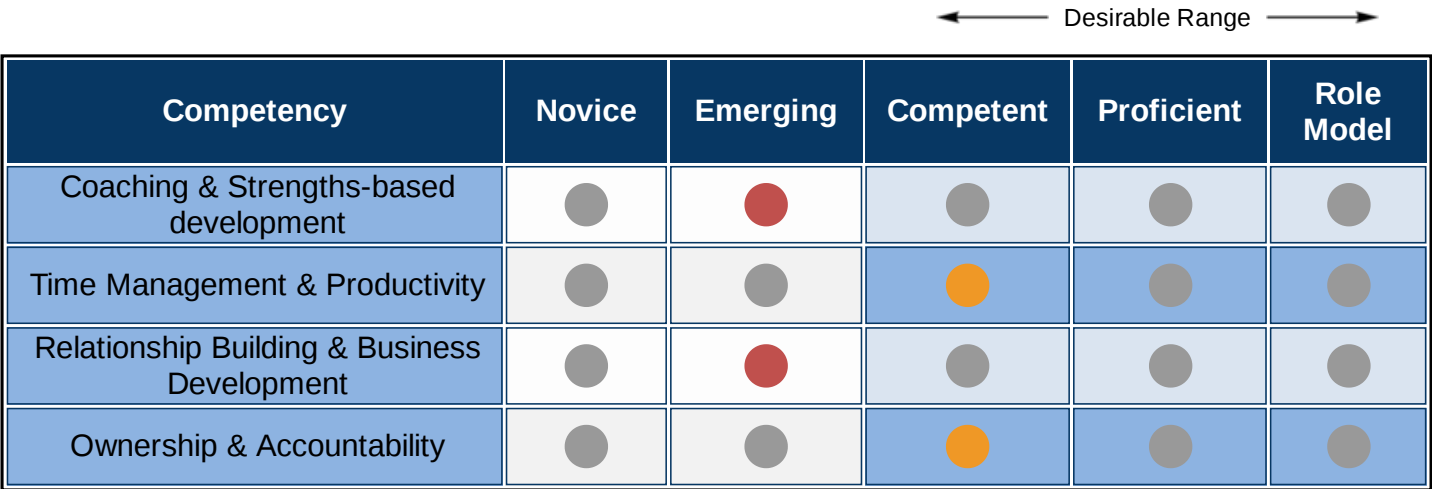 Desirable Range
Competency
Novice
Emerging
Competent
Proficient
Role
Model
Coaching & Strengths-based
development
Time Management & Productivity
Relationship Building & Business
Development
Ownership & Accountability